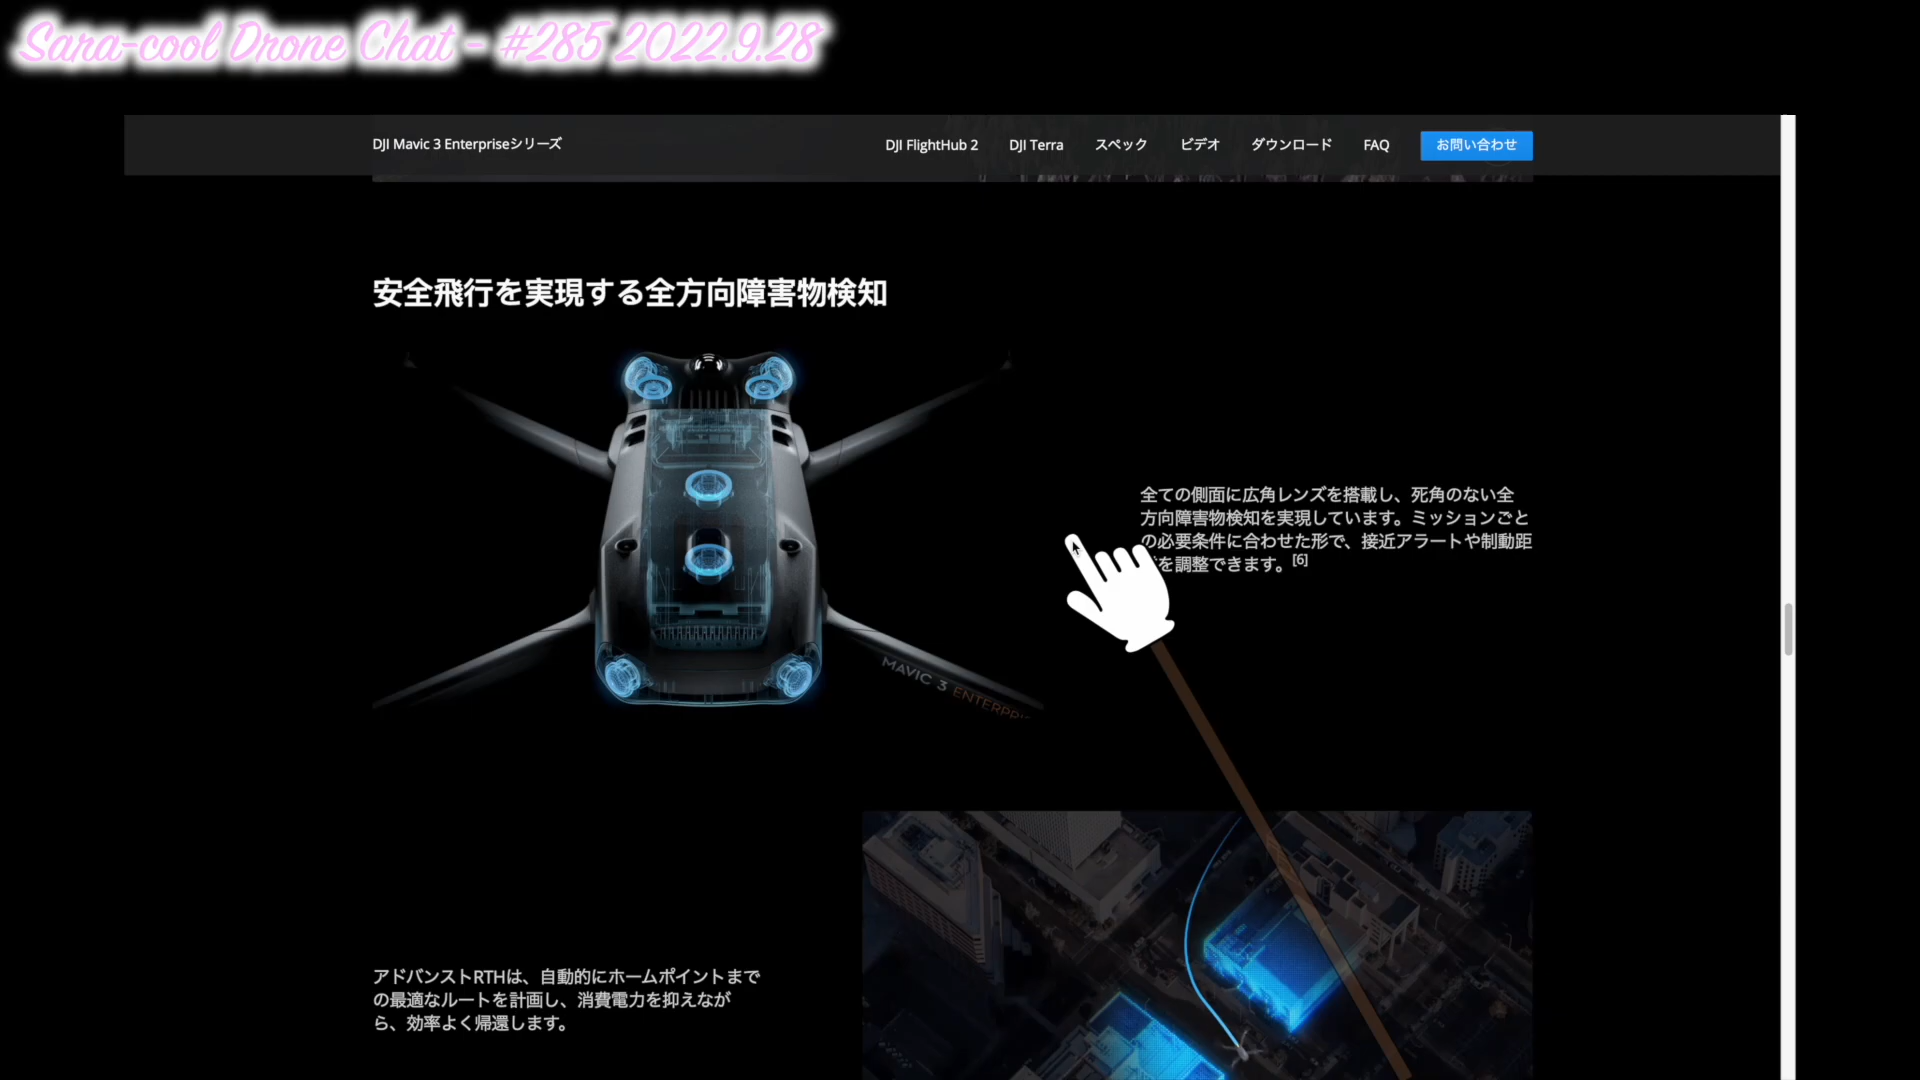 Sara-cool Drone Chat - #285 2022.9.28
DJI Mavic 3 Enterpriseシリーズ
DJI FlightHub 2
DJI Terra
スペック
ビデオ
ダウンロード
FAQ
お問い合わせ
安全飛行を実現する全方向障害物検知
全ての側面に広角レンズを搭載し、死角のない全
方向障害物検知を実現しています。ミッションごと
の必要条件に合わせた形で、接近アラートや制動距
を調整できます。[6]
MAVIC 3 ENTERPRI
アドバンストRTHは、自動的にホームポイントまで
の最適なルートを計画し、消費電力を抑えなが
ら、効率よく帰還します。